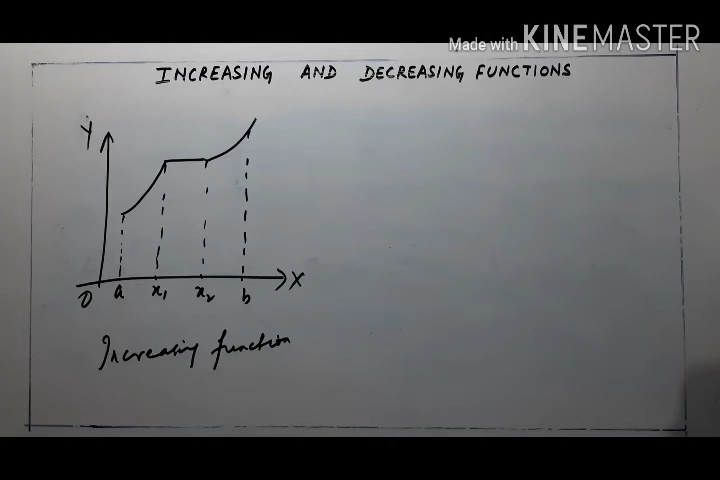 Made with KINEMASTER
INCREASING AND DECREASING FUNCTIONS
Y
O a x₁ x₂ b X
Increasing function